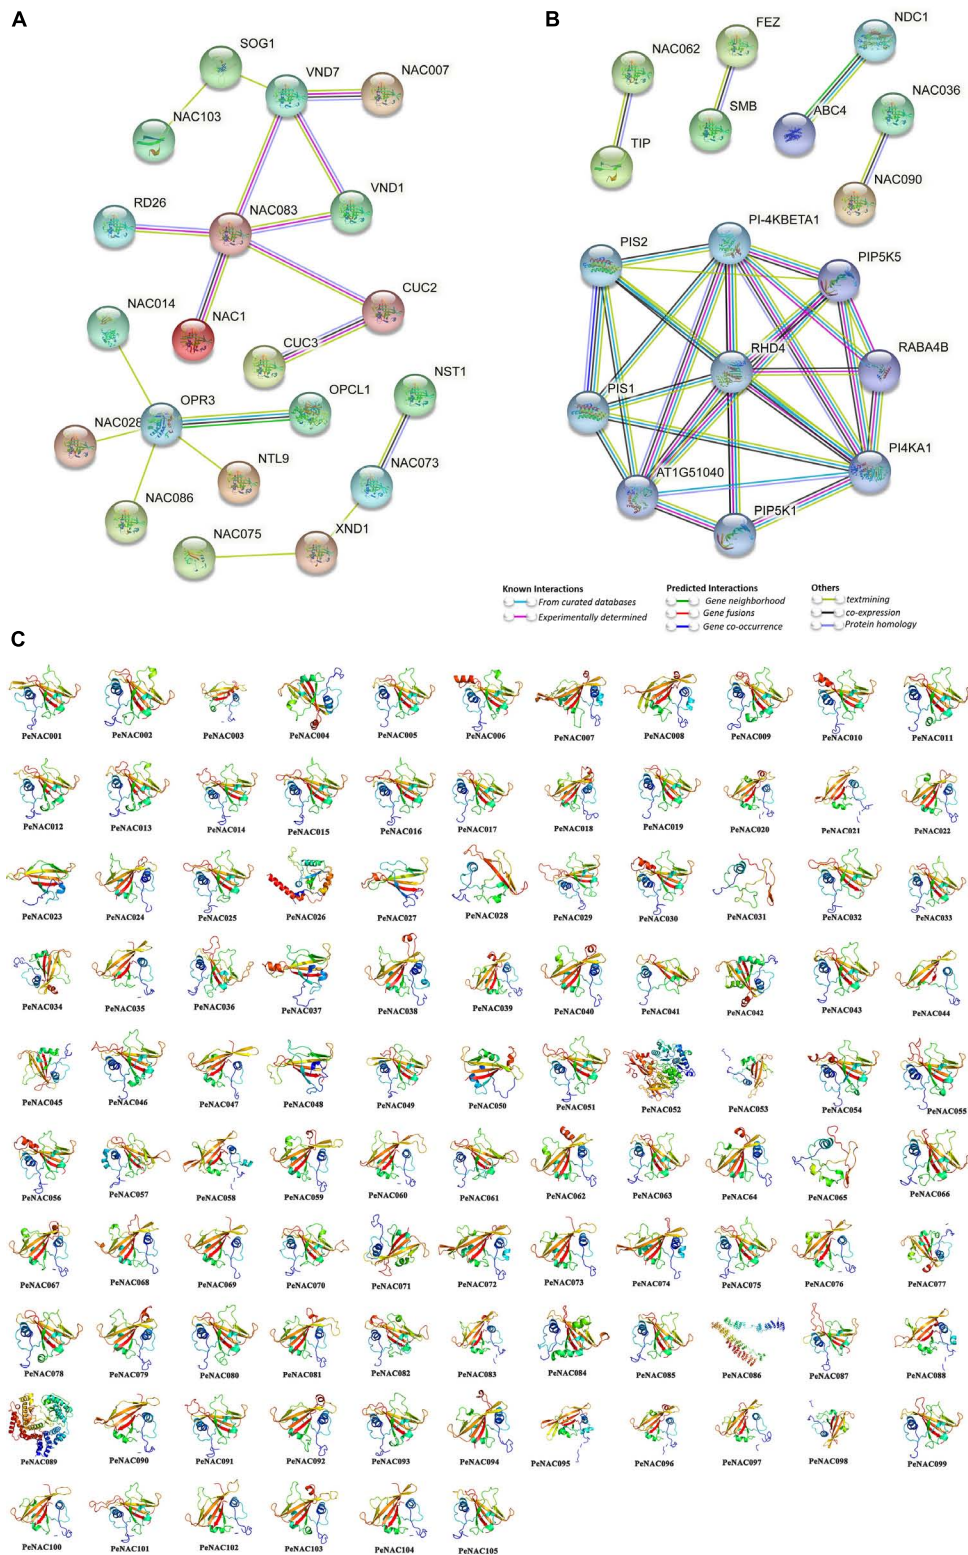 A
SOG1
VND7
NAC007
NAC103
RD26
NAC083
VND1
NAC014
NAC1
CUC2
CUC3
NST1
OPR3
OPCL1
NAC028
NTL9
NAC073
NAC086
NAC075
XND1
B
NAC062
FEZ
NDC1
TIP
SMB
ABC4
NAC036
NAC090
PI-4KBETA1
PIS2
PIP5K5
RHD4
RABA4B
PIS1
AT1G51040
PI4KA1
PIP5K1
Known Interactions
From curated databases
Experimentally determined
Predicted Interactions
Gene neighborhood
Gene fusions
Gene co-occurrence
Others
textmining
co-expression
Protein homology
C
PeNAC001 PeNAC002 PeNAC003 PeNAC004 PeNAC005 PeNAC006 PeNAC007 PeNAC008 PeNAC009 PeNAC010 PeNAC011
PeNAC012 PeNAC013 PeNAC014 PeNAC015 PeNAC016 PeNAC017 PeNAC018 PeNAC019 PeNAC020 PeNAC021 PeNAC022
PeNAC023 PeNAC024 PeNAC025 PeNAC026 PeNAC027 PeNAC028 PeNAC029 PeNAC030 PeNAC031 PeNAC032 PeNAC033
PeNAC034 PeNAC035 PeNAC036 PeNAC037 PeNAC038 PeNAC039 PeNAC040 PeNAC041 PeNAC042 PeNAC043 PeNAC044
PeNAC045 PeNAC046 PeNAC047 PeNAC048 PeNAC049 PeNAC050 PeNAC051 PeNAC052 PeNAC053 PeNAC054 PeNAC055
PeNAC056 PeNAC057 PeNAC058 PeNAC059 PeNAC060 PeNAC061 PeNAC062 PeNAC063 PeNAC64 PeNAC065 PeNAC066
PeNAC067 PeNAC068 PeNAC069 PeNAC070 PeNAC071 PeNAC072 PeNAC073 PeNAC074 PeNAC075 PeNAC076 PeNAC077
PeNAC078 PeNAC079 PeNAC080 PeNAC081 PeNAC082 PeNAC083 PeNAC084 PeNAC085 PeNAC086 PeNAC087 PeNAC088
PeNAC089 PeNAC090 PeNAC091 PeNAC092 PeNAC093 PeNAC094 PeNAC095 PeNAC096 PeNAC097 PeNAC098 PeNAC099
PeNAC100 PeNAC101 PeNAC102 PeNAC103 PeNAC104 PeNAC105